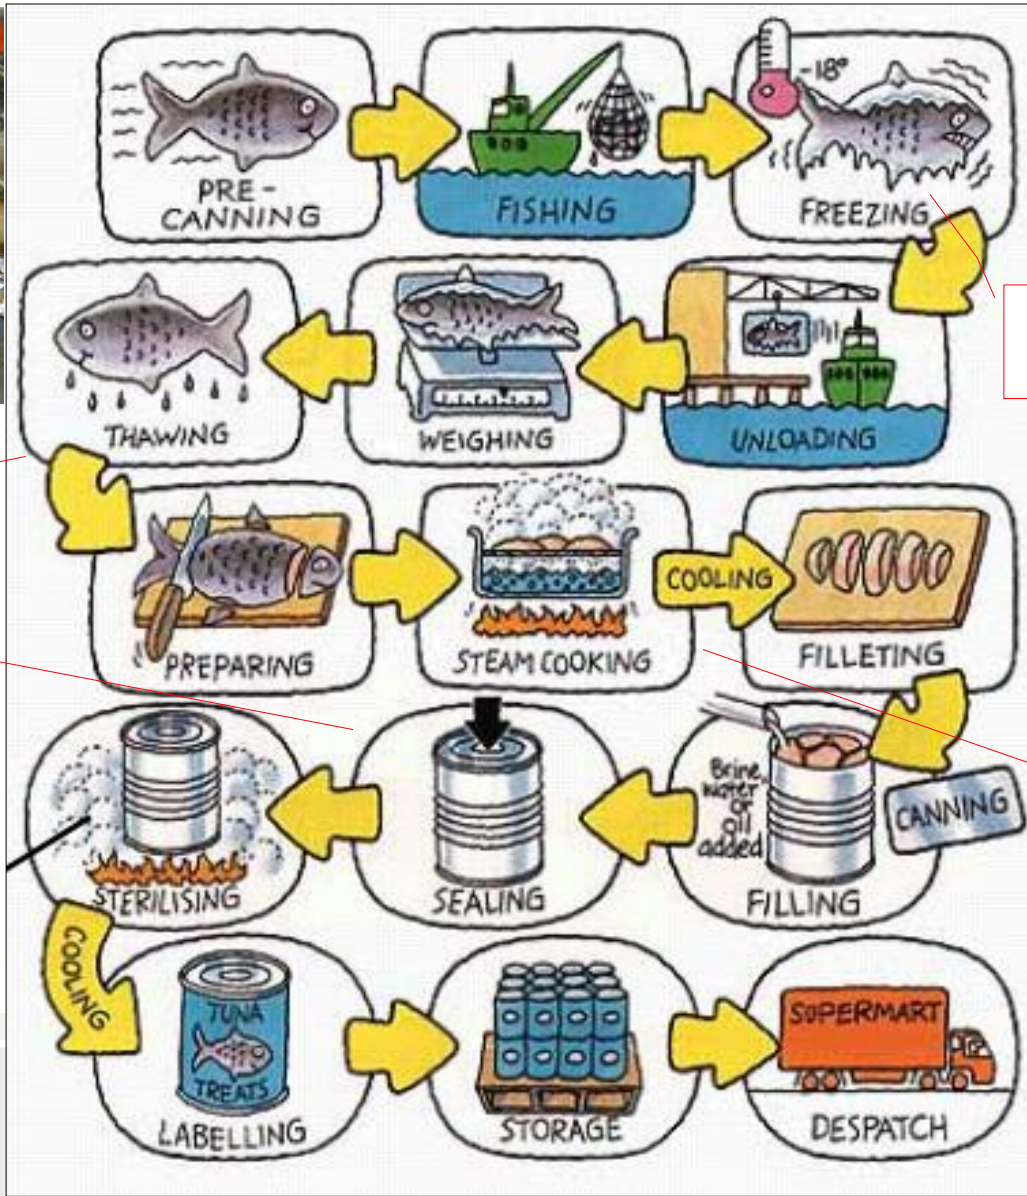 PRE-
CANNING
FISHING
-18°
FREEZING
UNLOADING
WEIGHING
THAWING
PREPARING
STEAM COOKING
COOLING
FILLETING
CANNING
Brine,
water
or
oil
added
FILLING
SEALING
STERILISING
COOLING
TUNA
TREATS
LABELLING
STORAGE
SUPERMART
DESPATCH